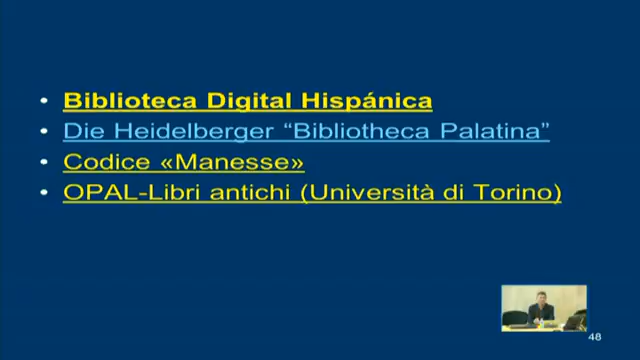 • Biblioteca Digital Hispánica
• Die Heidelberger “Bibliotheca Palatina”
• Codice «Manesse»
• OPAL-Libri antichi (Università di Torino)
48